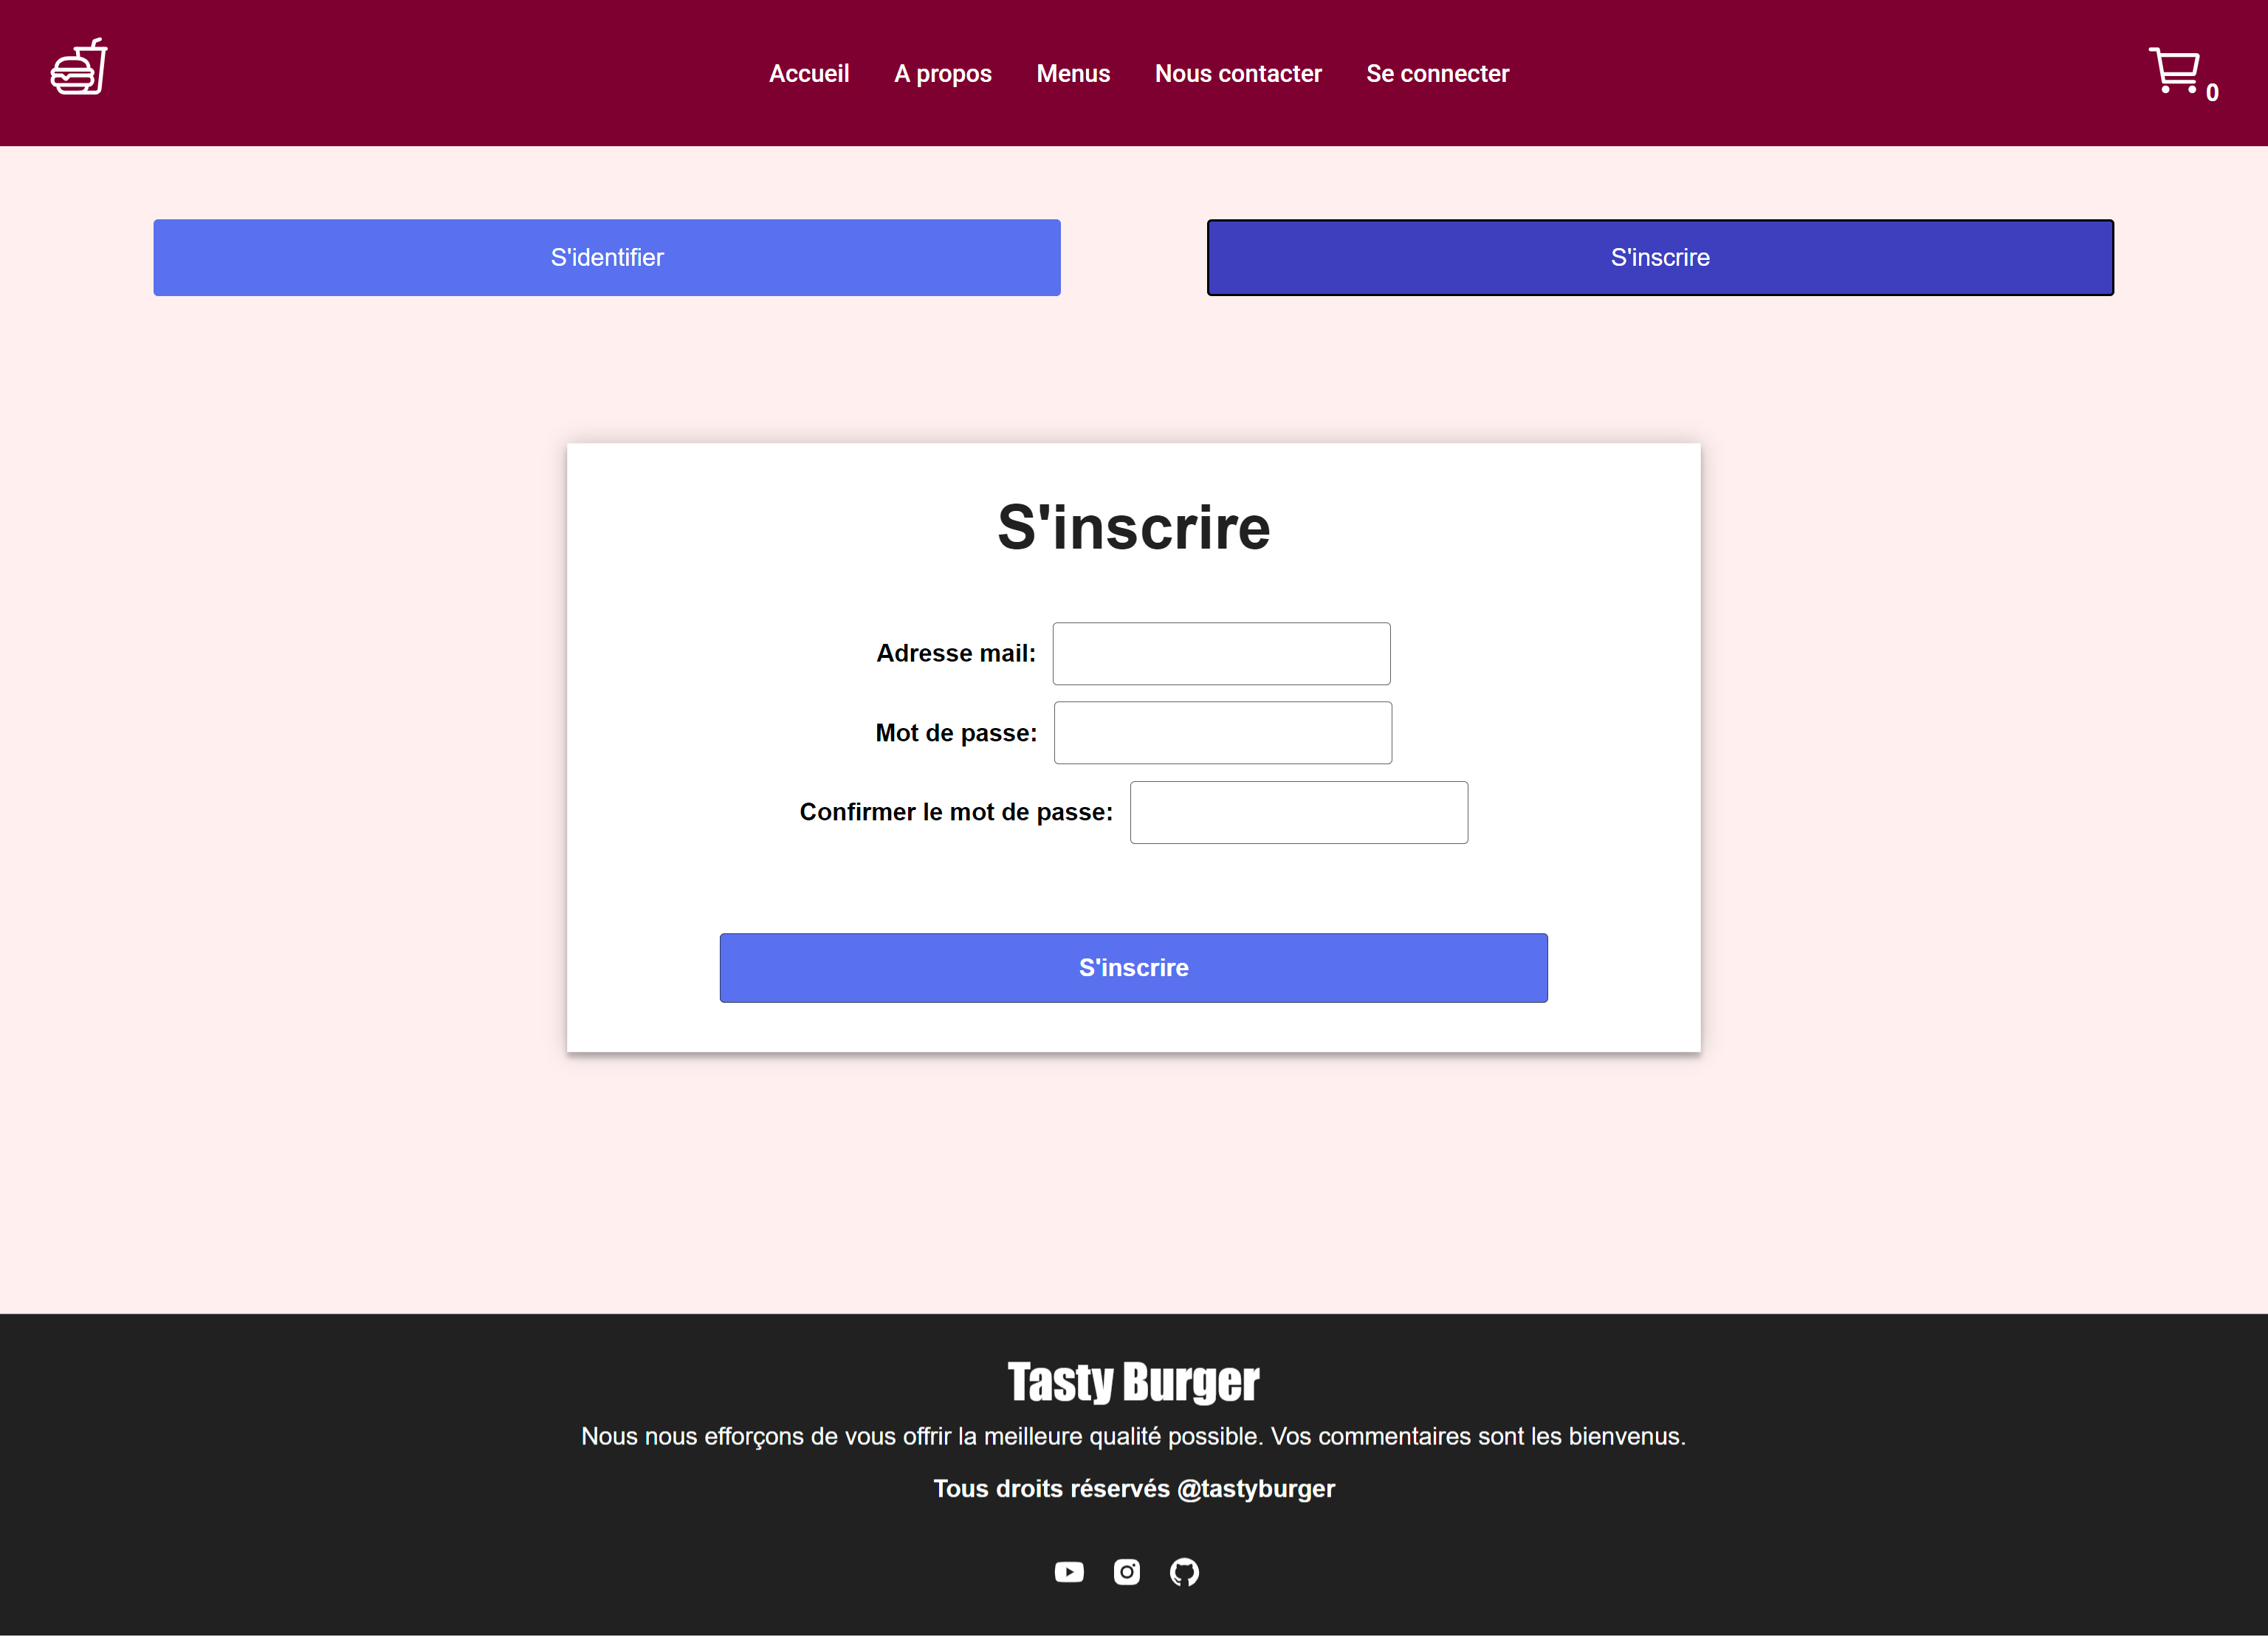 Accueil A propos Menus Nous contacter Se connecter
0
S'identifier S'inscrire
S'inscrire
Adresse mail:
Mot de passe:
Confirmer le mot de passe:
S'inscrire
Tasty Burger
Nous nous efforçons de vous offrir la meilleure qualité possible. Vos commentaires sont les bienvenus.
Tous droits réservés @tastyburger